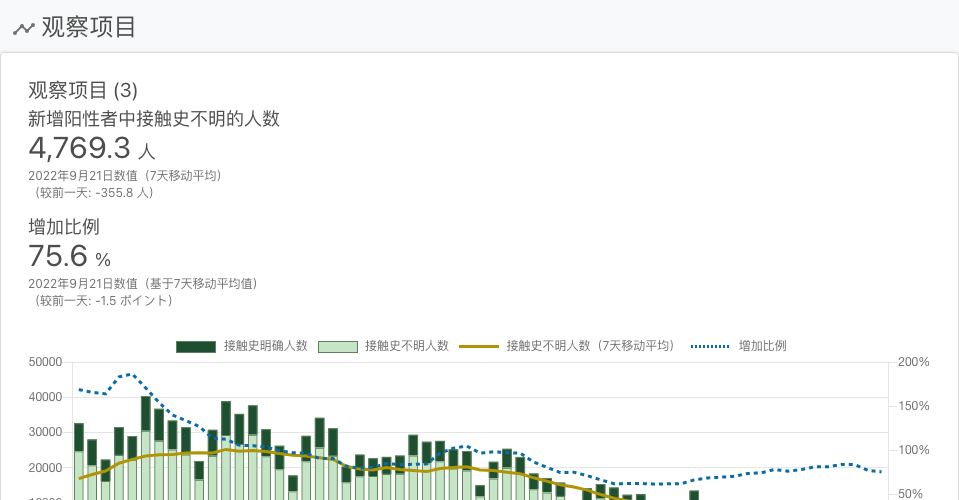 观察项目
观察项目 (3)
新增阳性者中接触史不明的人数
4,769.3 人
2022年9月21日数值（7天移动平均）
（较前一天: -355.8 人）
增加比例
75.6 %
2022年9月21日数值（基于7天移动平均值）
（较前一天: -1.5 ポイント）
接触史明确人数 接触史不明人数 接触史不明人数（7天移动平均） 增加比例
50000 200%
40000 150%
30000 100%
20000 50%